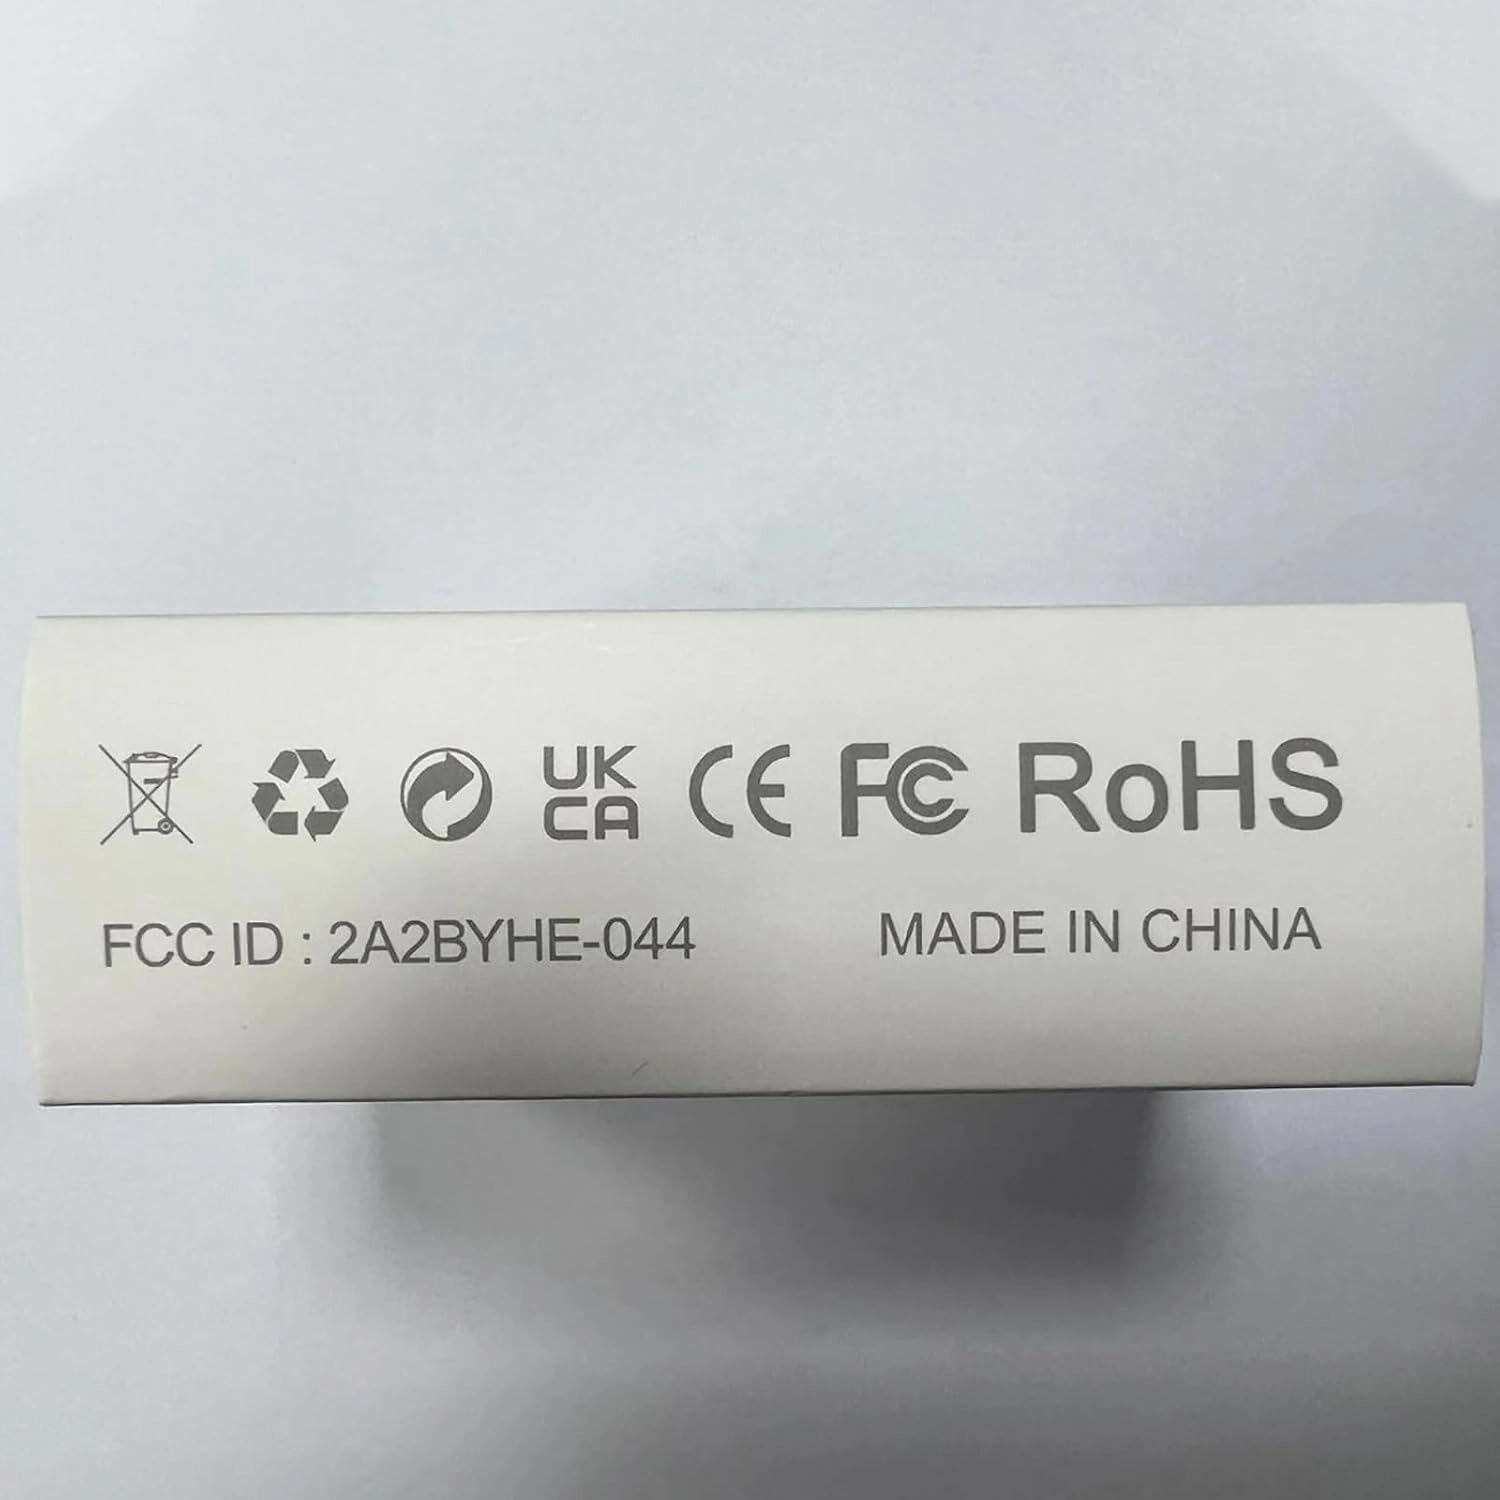 UK CA CE FC RoHS
FCC ID : 2A2BYHE-044 MADE IN CHINA